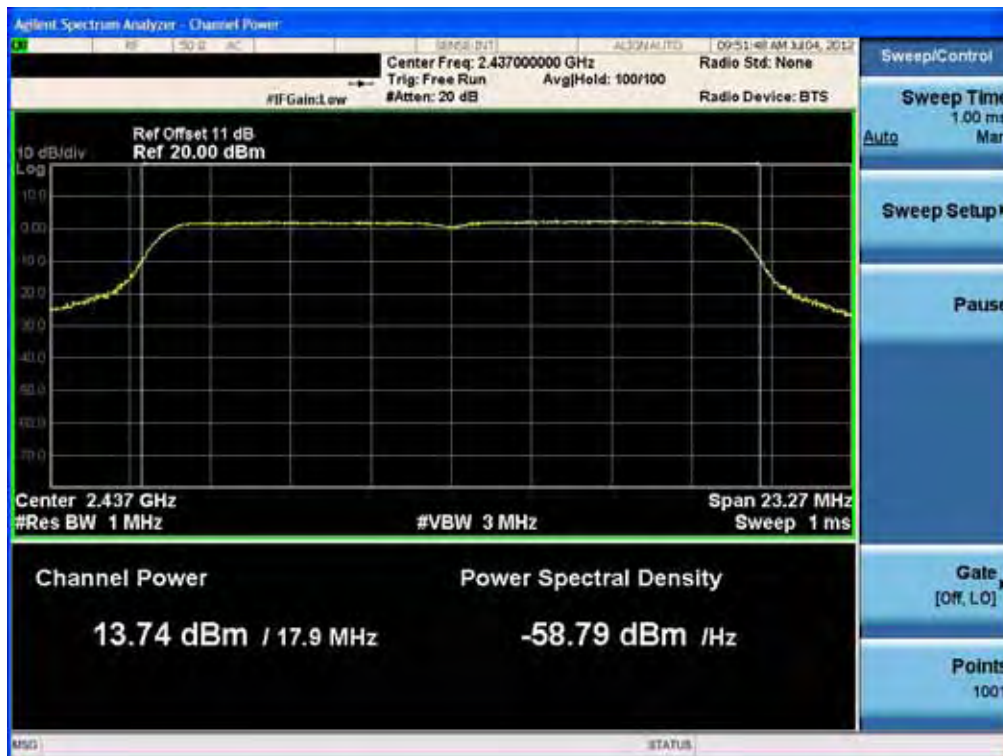 Agilent Spectrum Analyzer - Channel Power
RF 50 Ω AC SENSE:INT ALIGN AUTO 09:51:48 AM Jul 04, 2012
Center Freq: 2.437000000 GHz Radio Std: None
Trig: Free Run Avg|Hold: 100/100
#IFGain:Low #Atten: 20 dB Radio Device: BTS
Ref Offset 11 dB
10 dB/div Ref 20.00 dBm
Log
10.0
0.00
-10.0
-20.0
-30.0
-40.0
-50.0
-60.0
-70.0
Center 2.437 GHz Span 23.27 MHz
#Res BW 1 MHz #VBW 3 MHz Sweep 1 ms
Channel Power Power Spectral Density
13.74 dBm / 17.9 MHz -58.79 dBm /Hz
MSG STATUS
Sweep/Control
Sweep Time
1.00 ms
Auto Man
Sweep Setup
Pause
Gate
[Off, LO]
Points
1001